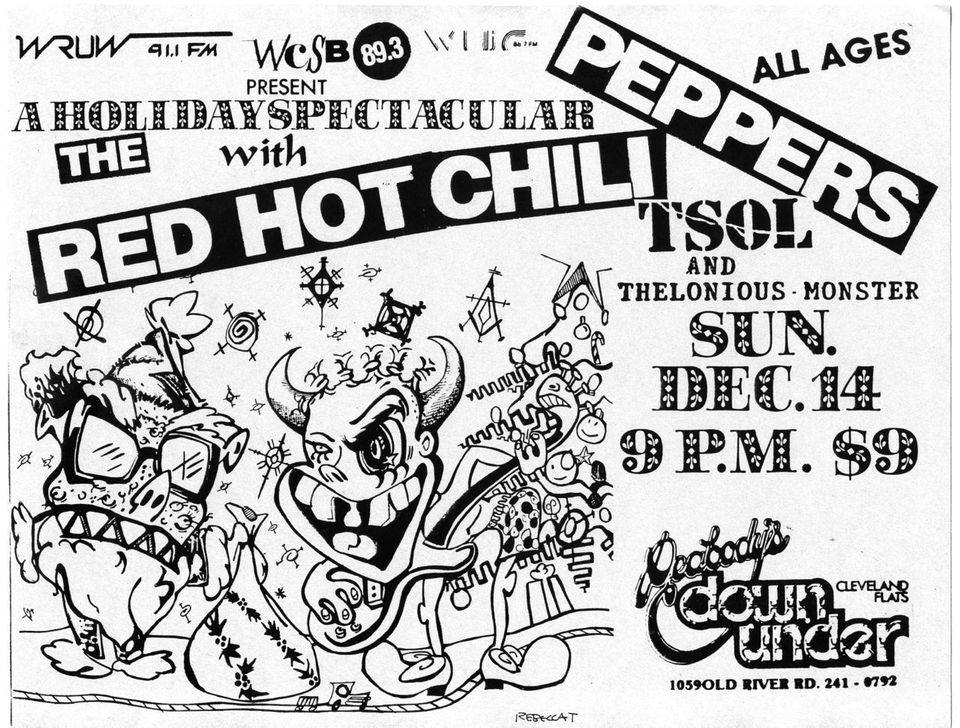 WRUW 91.1 FM
WCSB 89.3
PRESENT
A HOLIDAY SPECTACULAR
with
THE
RED HOT CHILI
PEPPERS
ALL AGES
TSOL
AND
THELONIOUS-MONSTER
SUN.
DEC. 14
9 P.M. $9
Peabody's
down
under
CLEVELAND
FLATS
1059 OLD RIVER RD. 241-0792
REBECCAT